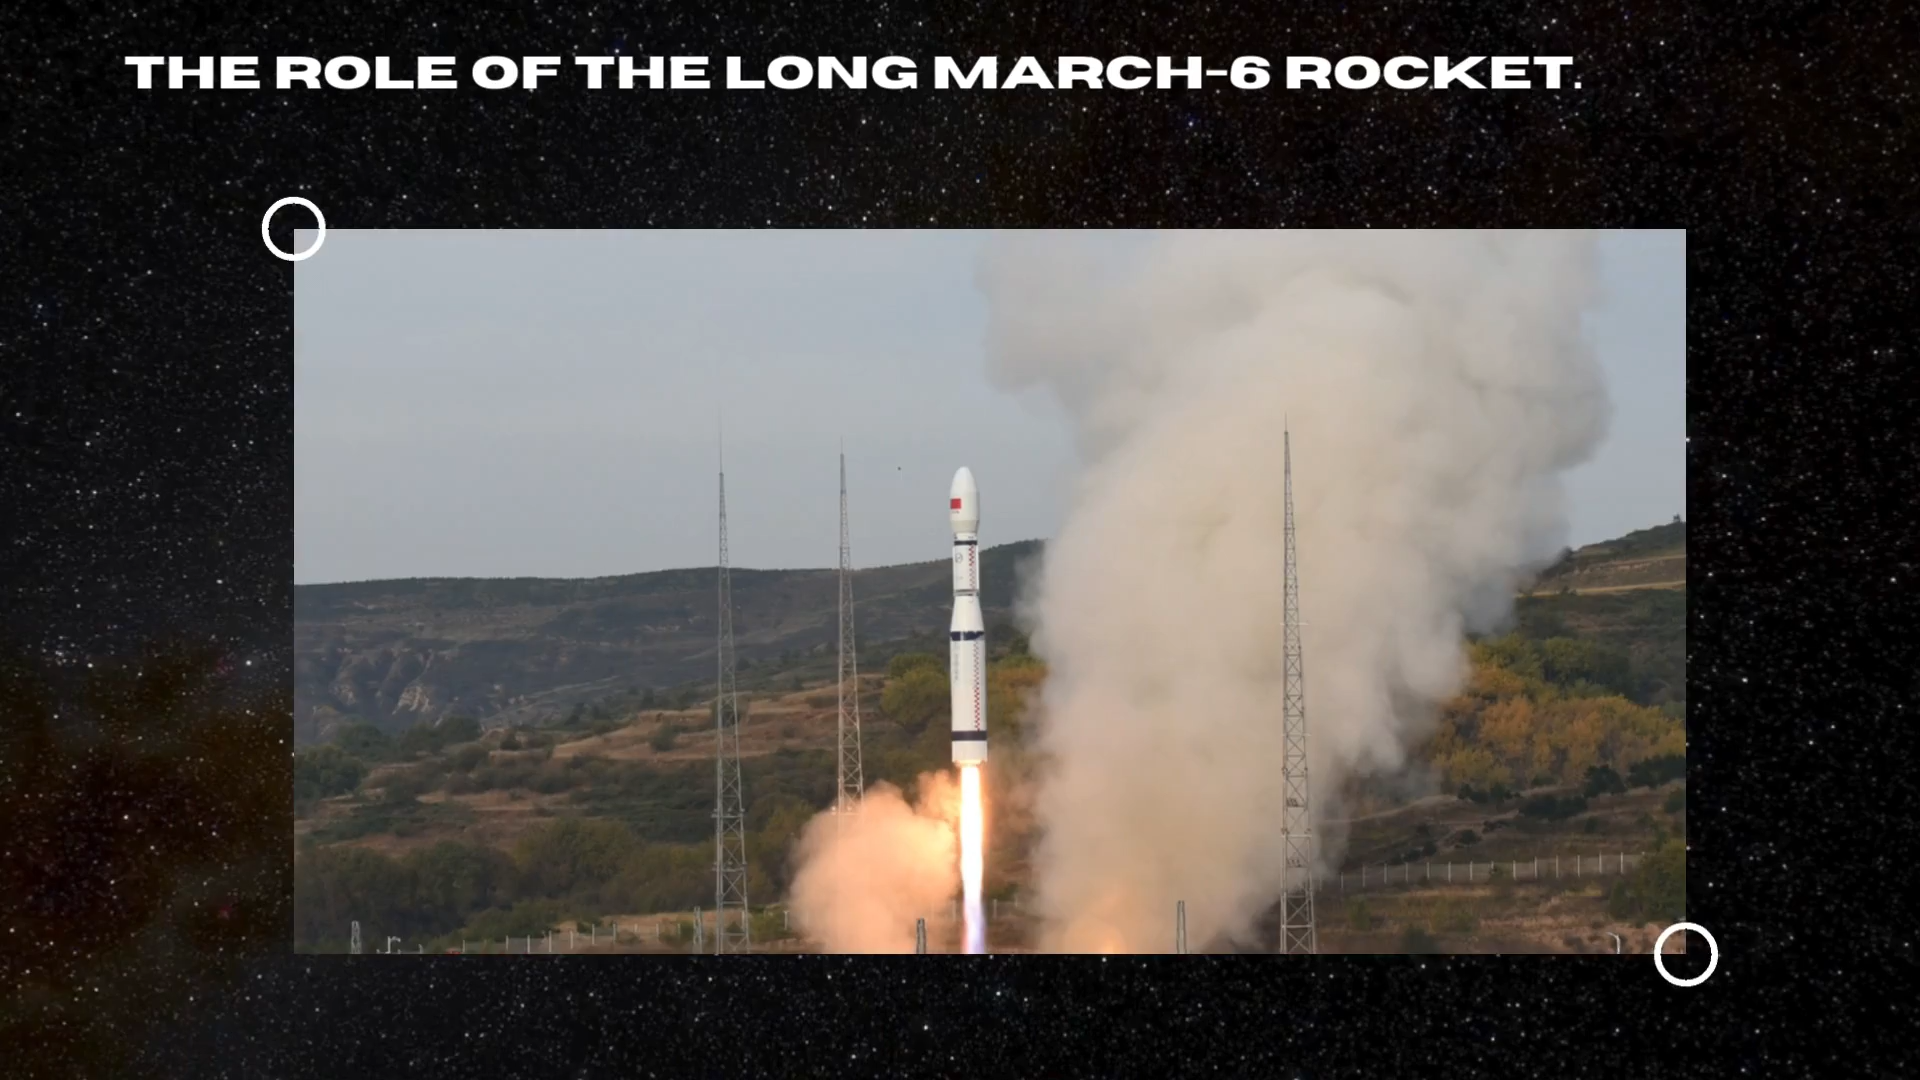 THE ROLE OF THE LONG MARCH-6 ROCKET.